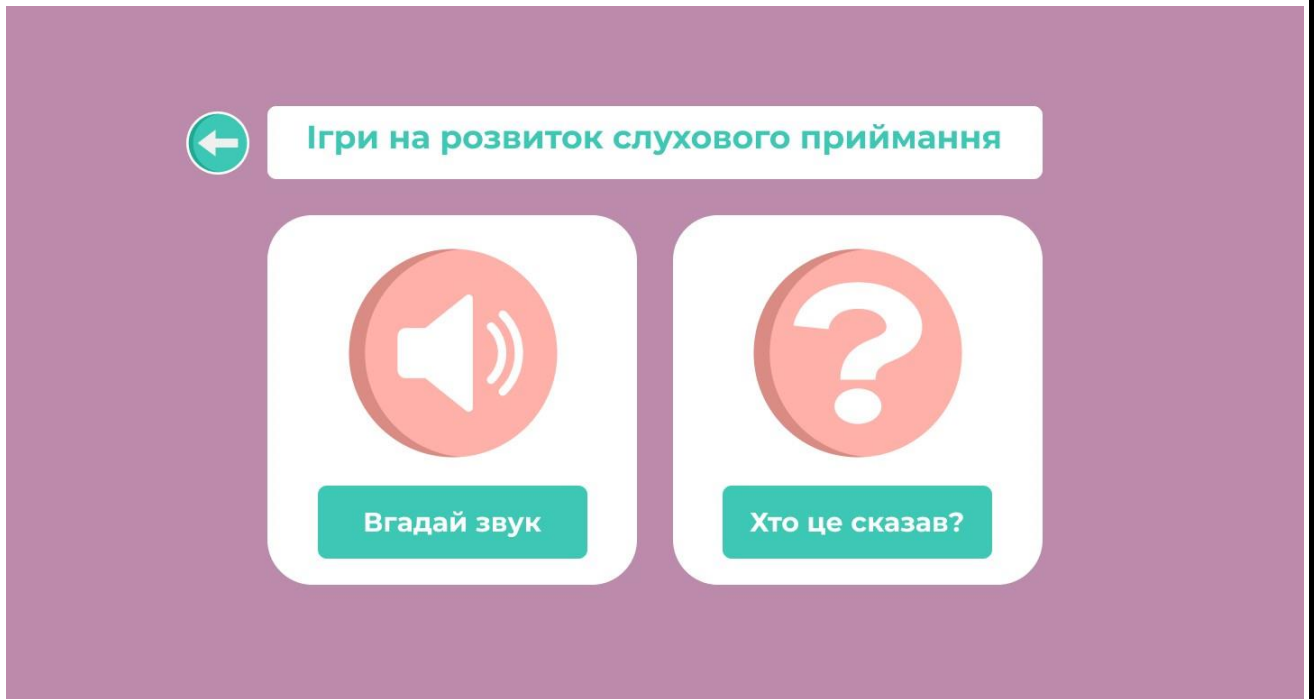 Ігри на розвиток слухового приймання
Вгадай звук
Хто це сказав?